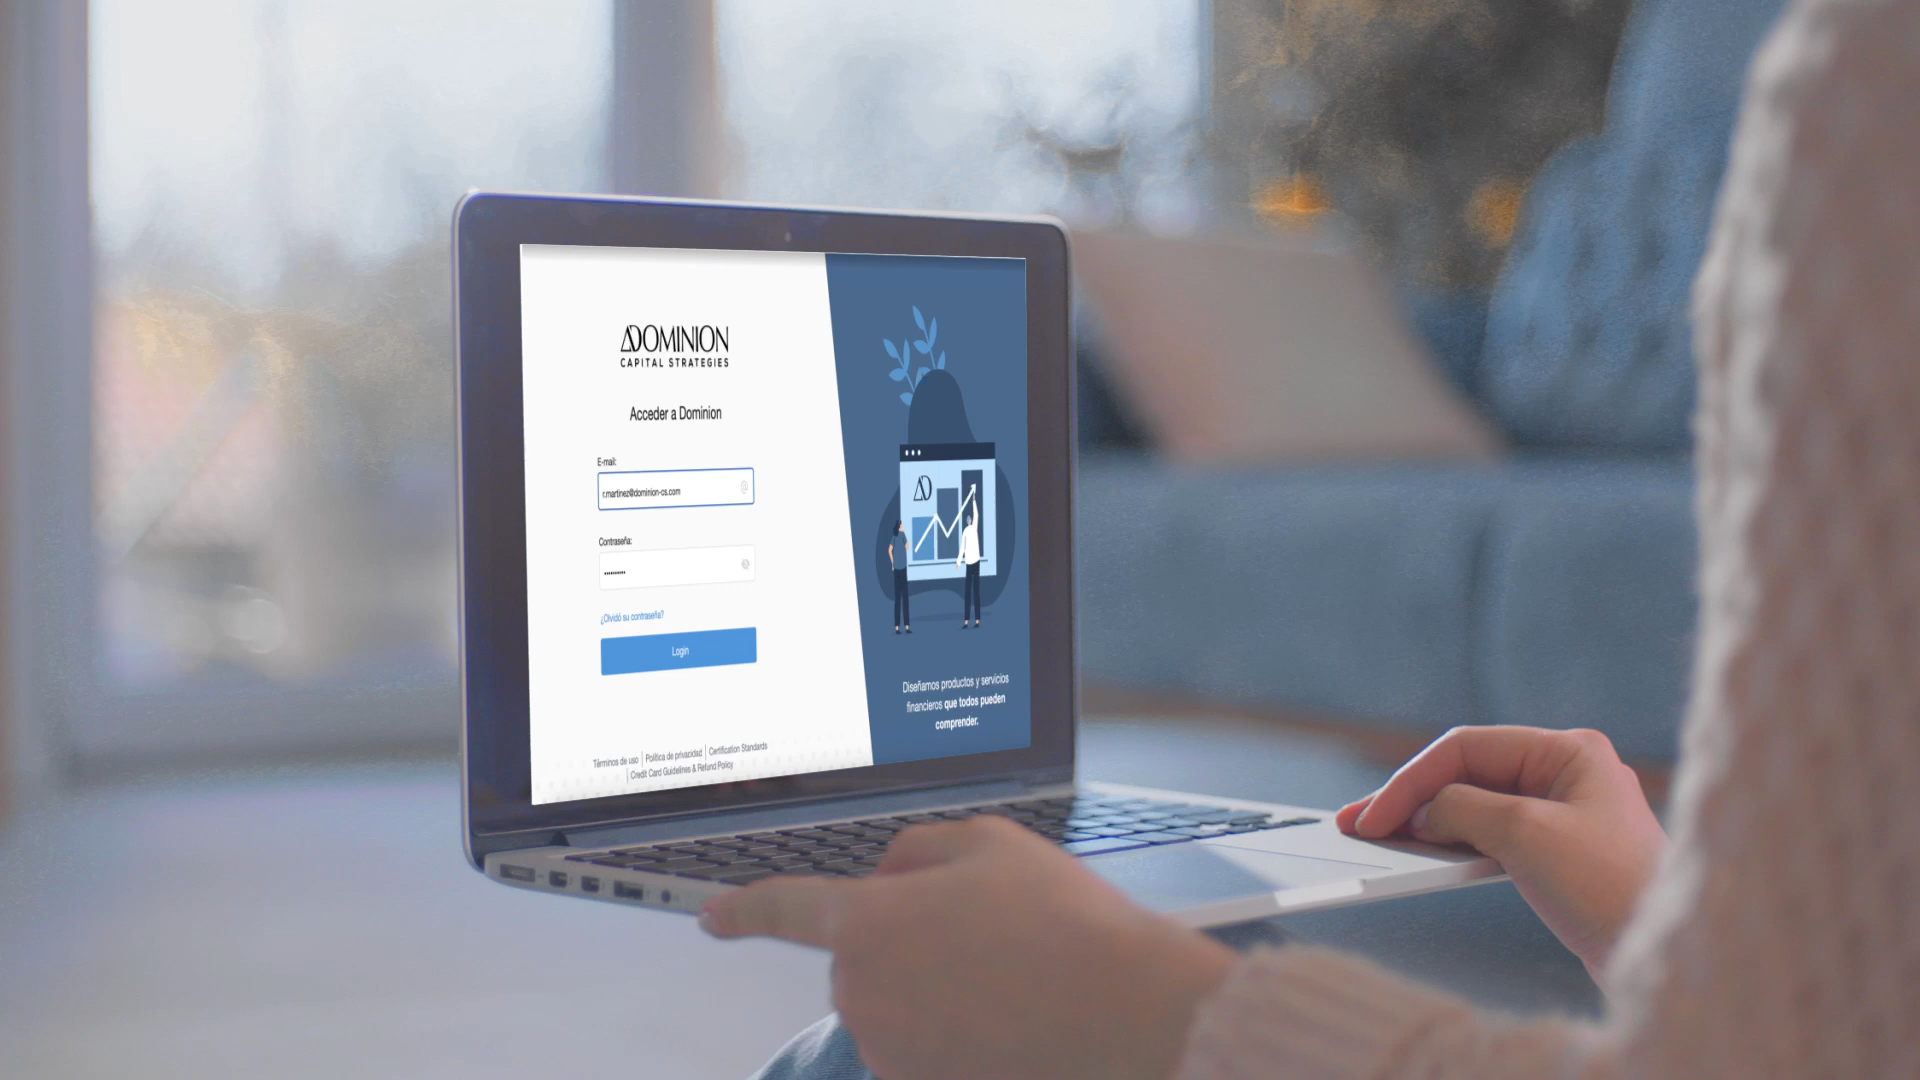 DOMINION
CAPITAL STRATEGIES
Acceder a Dominion
E-mail:
r.martinez@dominion-cs.com
Contraseña:
¿Olvidó su contraseña?
Login
Términos de uso | Política de privacidad | Certification Standards
| Credit Card Guidelines & Refund Policy
Diseñamos productos y servicios
financieros que todos pueden
comprender.